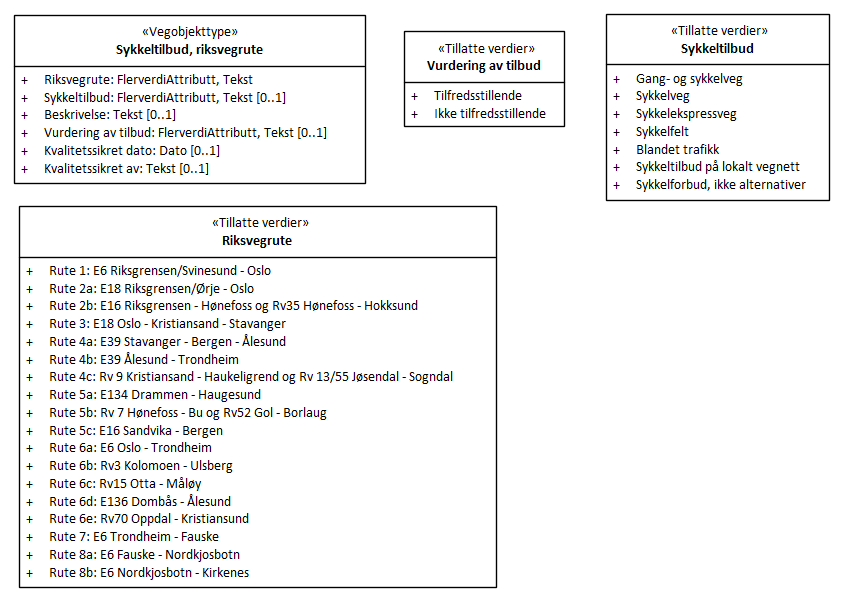 «Vegobjekttype»
Sykkeltilbud, riksvegrute
+ Riksvegrute: FlerverdiAttributt, Tekst
+ Sykkeltilbud: FlerverdiAttributt, Tekst [0..1]
+ Beskrivelse: Tekst [0..1]
+ Vurdering av tilbud: FlerverdiAttributt, Tekst [0..1]
+ Kvalitetssikret dato: Dato [0..1]
+ Kvalitetssikret av: Tekst [0..1]
«Tillatte verdier»
Vurdering av tilbud
+ Tilfredsstillende
+ Ikke tilfredsstillende
«Tillatte verdier»
Sykkeltilbud
+ Gang- og sykkelveg
+ Sykkelveg
+ Sykkelekspressveg
+ Sykkelfelt
+ Blandet trafikk
+ Sykkeltilbud på lokalt vegnett
+ Sykkelforbud, ikke alternativer
«Tillatte verdier»
Riksvegrute
+ Rute 1: E6 Riksgrensen/Svinesund - Oslo
+ Rute 2a: E18 Riksgrensen/Ørje - Oslo
+ Rute 2b: E16 Riksgrensen - Hønefoss og Rv35 Hønefoss - Hokksund
+ Rute 3: E18 Oslo - Kristiansand - Stavanger
+ Rute 4a: E39 Stavanger - Bergen - Ålesund
+ Rute 4b: E39 Ålesund - Trondheim
+ Rute 4c: Rv 9 Kristiansand - Haukeligrend og Rv 13/55 Jøsendal - Sogndal
+ Rute 5a: E134 Drammen - Haugesund
+ Rute 5b: Rv 7 Hønefoss - Bu og Rv52 Gol - Borlaug
+ Rute 5c: E16 Sandvika - Bergen
+ Rute 6a: E6 Oslo - Trondheim
+ Rute 6b: Rv3 Kolomoen - Ulsberg
+ Rute 6c: Rv15 Otta - Måløy
+ Rute 6d: E136 Dombås - Ålesund
+ Rute 6e: Rv70 Oppdal - Kristiansund
+ Rute 7: E6 Trondheim - Fauske
+ Rute 8a: E6 Fauske - Nordkjosbotn
+ Rute 8b: E6 Nordkjosbotn - Kirkenes